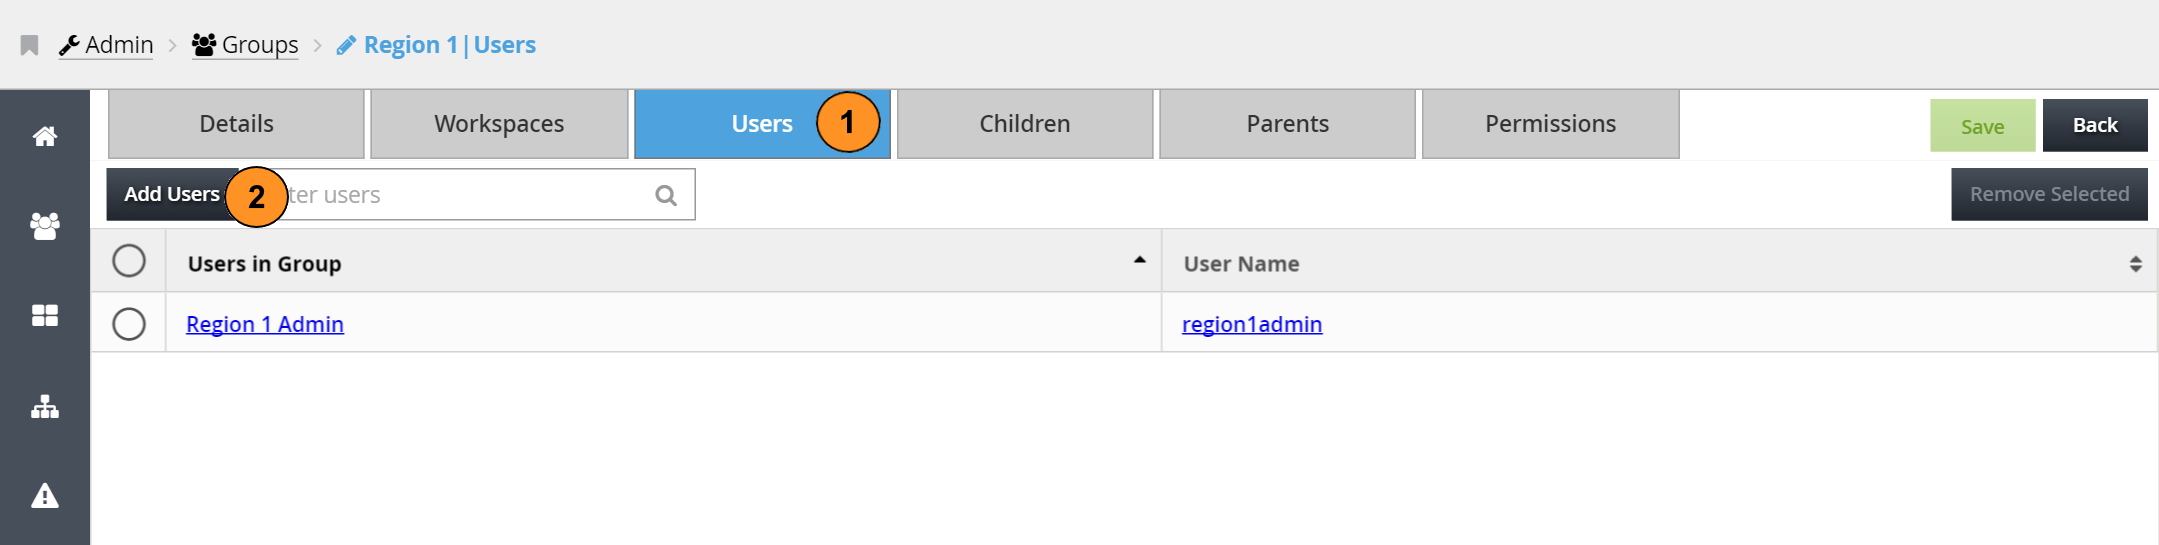 Admin > Groups > Region 1|Users
Details Workspaces Users 1 Children Parents Permissions Save Back
Add Users 2 ter users Remove Selected
Users in Group User Name
Region 1 Admin region1admin